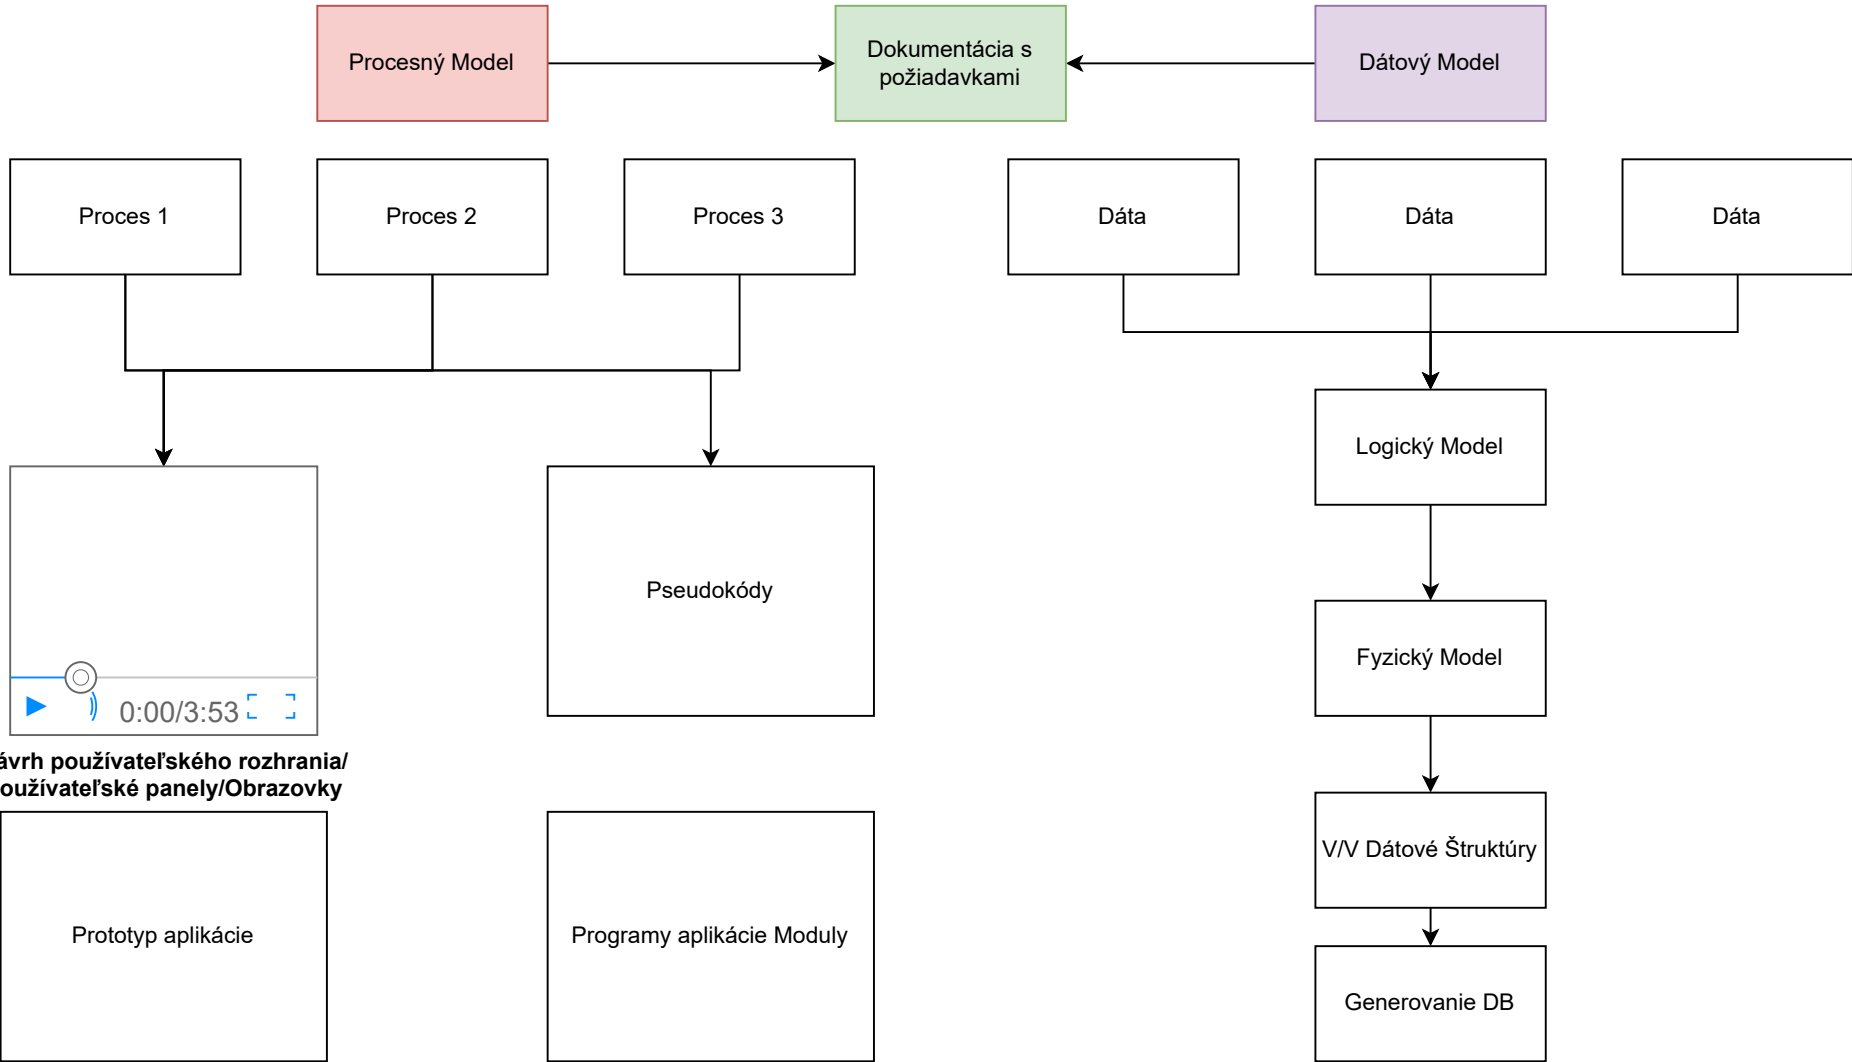 Procesný Model
Dokumentácia s
požiadavkami
Dátový Model
Proces 1
Proces 2
Proces 3
Dáta
Dáta
Dáta
Logický Model
Pseudokódy
Fyzický Model
0:00/3:53
ávrh používateľského rozhrania/
oužívateľské panely/Obrazovky
V/V Dátové Štruktúry
Prototyp aplikácie
Programy aplikácie Moduly
Generovanie DB